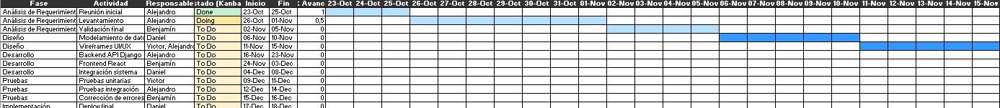 Fase Actividad Responsable stado (Kanba Inicio Fin Avanc 23-Oct 24-Oct 25-Oct 26-Oct 27-Oct 28-Oct 29-Oct 30-Oct 31-Oct 01-Nov 02-Nov 03-Nov 04-Nov 05-Nov 06-Nov 07-Nov 08-Nov 09-Nov 10-Nov 11-Nov 12-Nov 13-Nov 14-Nov 15-Nov
Análisis de Requerimient Reunión inicial Alejandro Done 23-Oct 25-Oct 1
Análisis de Requerimient Levantamiento Alejandro Doing 26-Oct 01-Nov 0,5
Análisis de Requerimient Validación final Benjamín To Do 02-Nov 05-Nov 0
Diseño Modelamiento de dato Daniel To Do 06-Nov 10-Nov 0
Diseño Wireframes UI/UX Victor, Alejandro To Do 11-Nov 15-Nov 0
Desarrollo Backend API Django Alejandro To Do 16-Nov 23-Nov 0
Desarrollo Frontend React Benjamín To Do 24-Nov 03-Dec 0
Desarrollo Integración sistema Daniel To Do 04-Dec 08-Dec 0
Pruebas Pruebas unitarias Victor To Do 09-Dec 11-Dec 0
Pruebas Pruebas integración Alejandro To Do 12-Dec 14-Dec 0
Pruebas Corrección de errores Benjamín To Do 15-Dec 16-Dec 0
Implementación Deploy final Daniel To Do 17-Dec 18-Dec 0